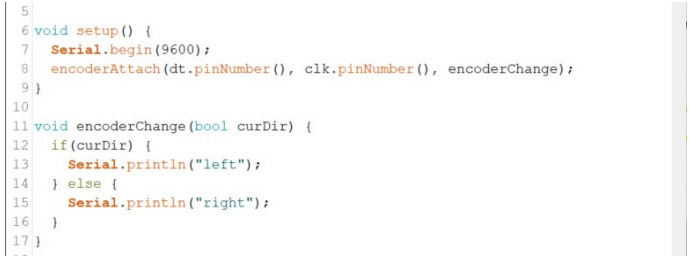 5
6 void setup() {
7   Serial.begin(9600);
8   encoderAttach(dt.pinNumber(), clk.pinNumber(), encoderChange);
9 }
10
11 void encoderChange(bool curDir) {
12   if(curDir) {
13     Serial.println("left");
14   } else {
15     Serial.println("right");
16   }
17 }